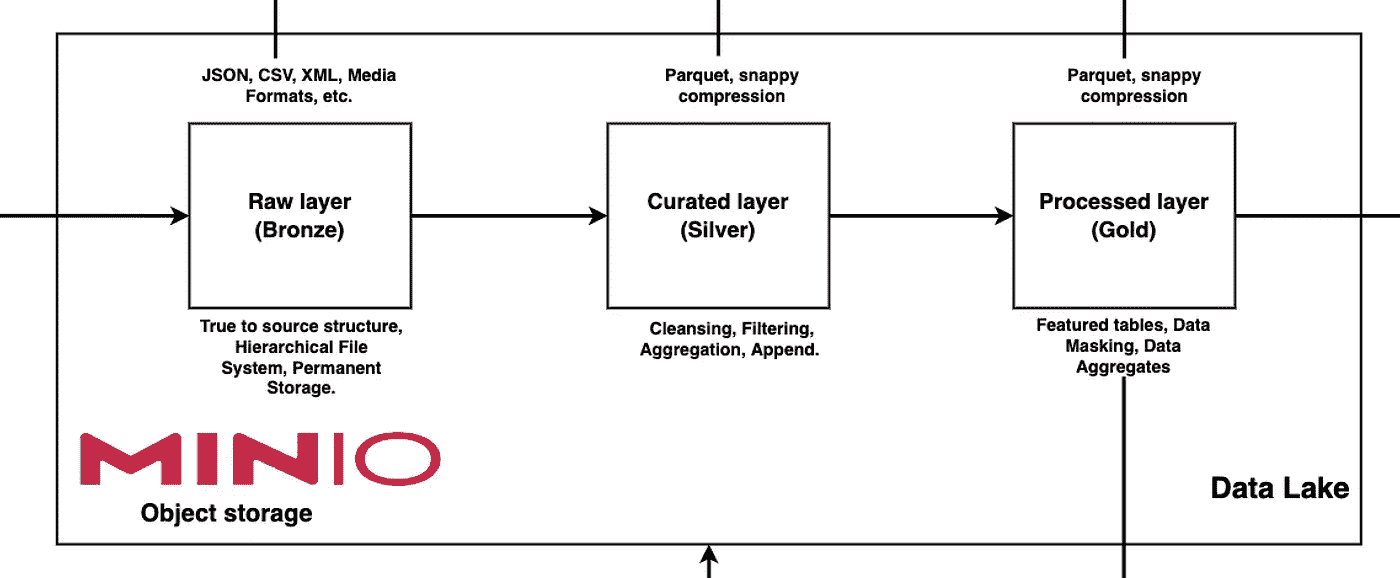 JSON, CSV, XML, Media
Formats, etc.
Parquet, snappy
compression
Parquet, snappy
compression
Raw layer
(Bronze)
Curated layer
(Silver)
Processed layer
(Gold)
True to source structure,
Hierarchical File
System, Permanent
Storage.
Cleansing, Filtering,
Aggregation, Append.
Featured tables, Data
Masking, Data
Aggregates
MINIO
Object storage
Data Lake